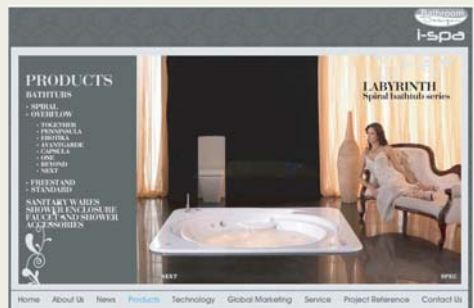 Bathroom
Design
i-spa
PRODUCTS
BATHTUBS
- SPIRAL
- OVERFLOW
- TOGETHER
- PENNINSULA
- EROTIKA
- AVANTGARDE
- CAPSULA
- ONE
- BEYOND
- NEXT
- FREESTAND
- STANDARD
SANITARY WARES
SHOWER ENCLOSURE
FAUCET AND SHOWER
ACCESSORIES
LABYRINTH
Spiral bathtub series
NEXT
SPEC
Home About Us News Products Technology Global Marketing Service Project Reference Contact Us